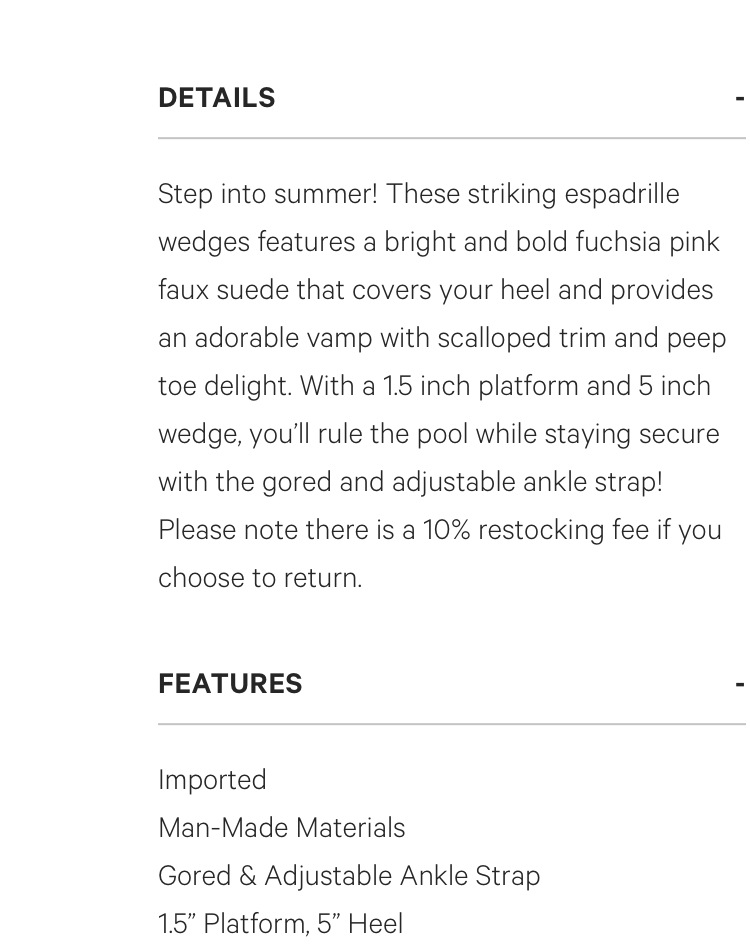 DETAILS -
Step into summer! These striking espadrille
wedges features a bright and bold fuchsia pink
faux suede that covers your heel and provides
an adorable vamp with scalloped trim and peep
toe delight. With a 1.5 inch platform and 5 inch
wedge, you’ll rule the pool while staying secure
with the gored and adjustable ankle strap!
Please note there is a 10% restocking fee if you
choose to return.
FEATURES -
Imported
Man-Made Materials
Gored & Adjustable Ankle Strap
1.5” Platform, 5” Heel